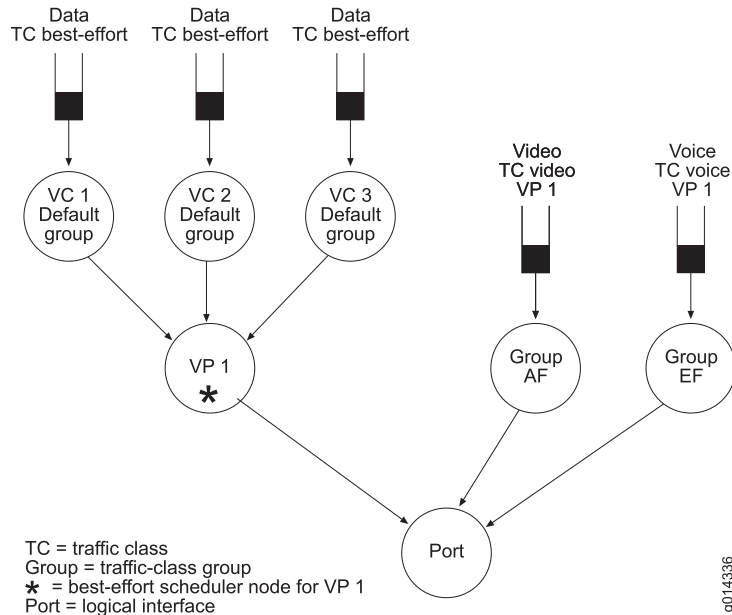 Data
TC best-effort
Data
TC best-effort
Data
TC best-effort
Video
TC video
VP 1
Voice
TC voice
VP 1
VC 1
Default
group
VC 2
Default
group
VC 3
Default
group
VP 1
*
Group
AF
Group
EF
Port
TC = traffic class
Group = traffic-class group
* = best-effort scheduler node for VP 1
Port = logical interface
g014336